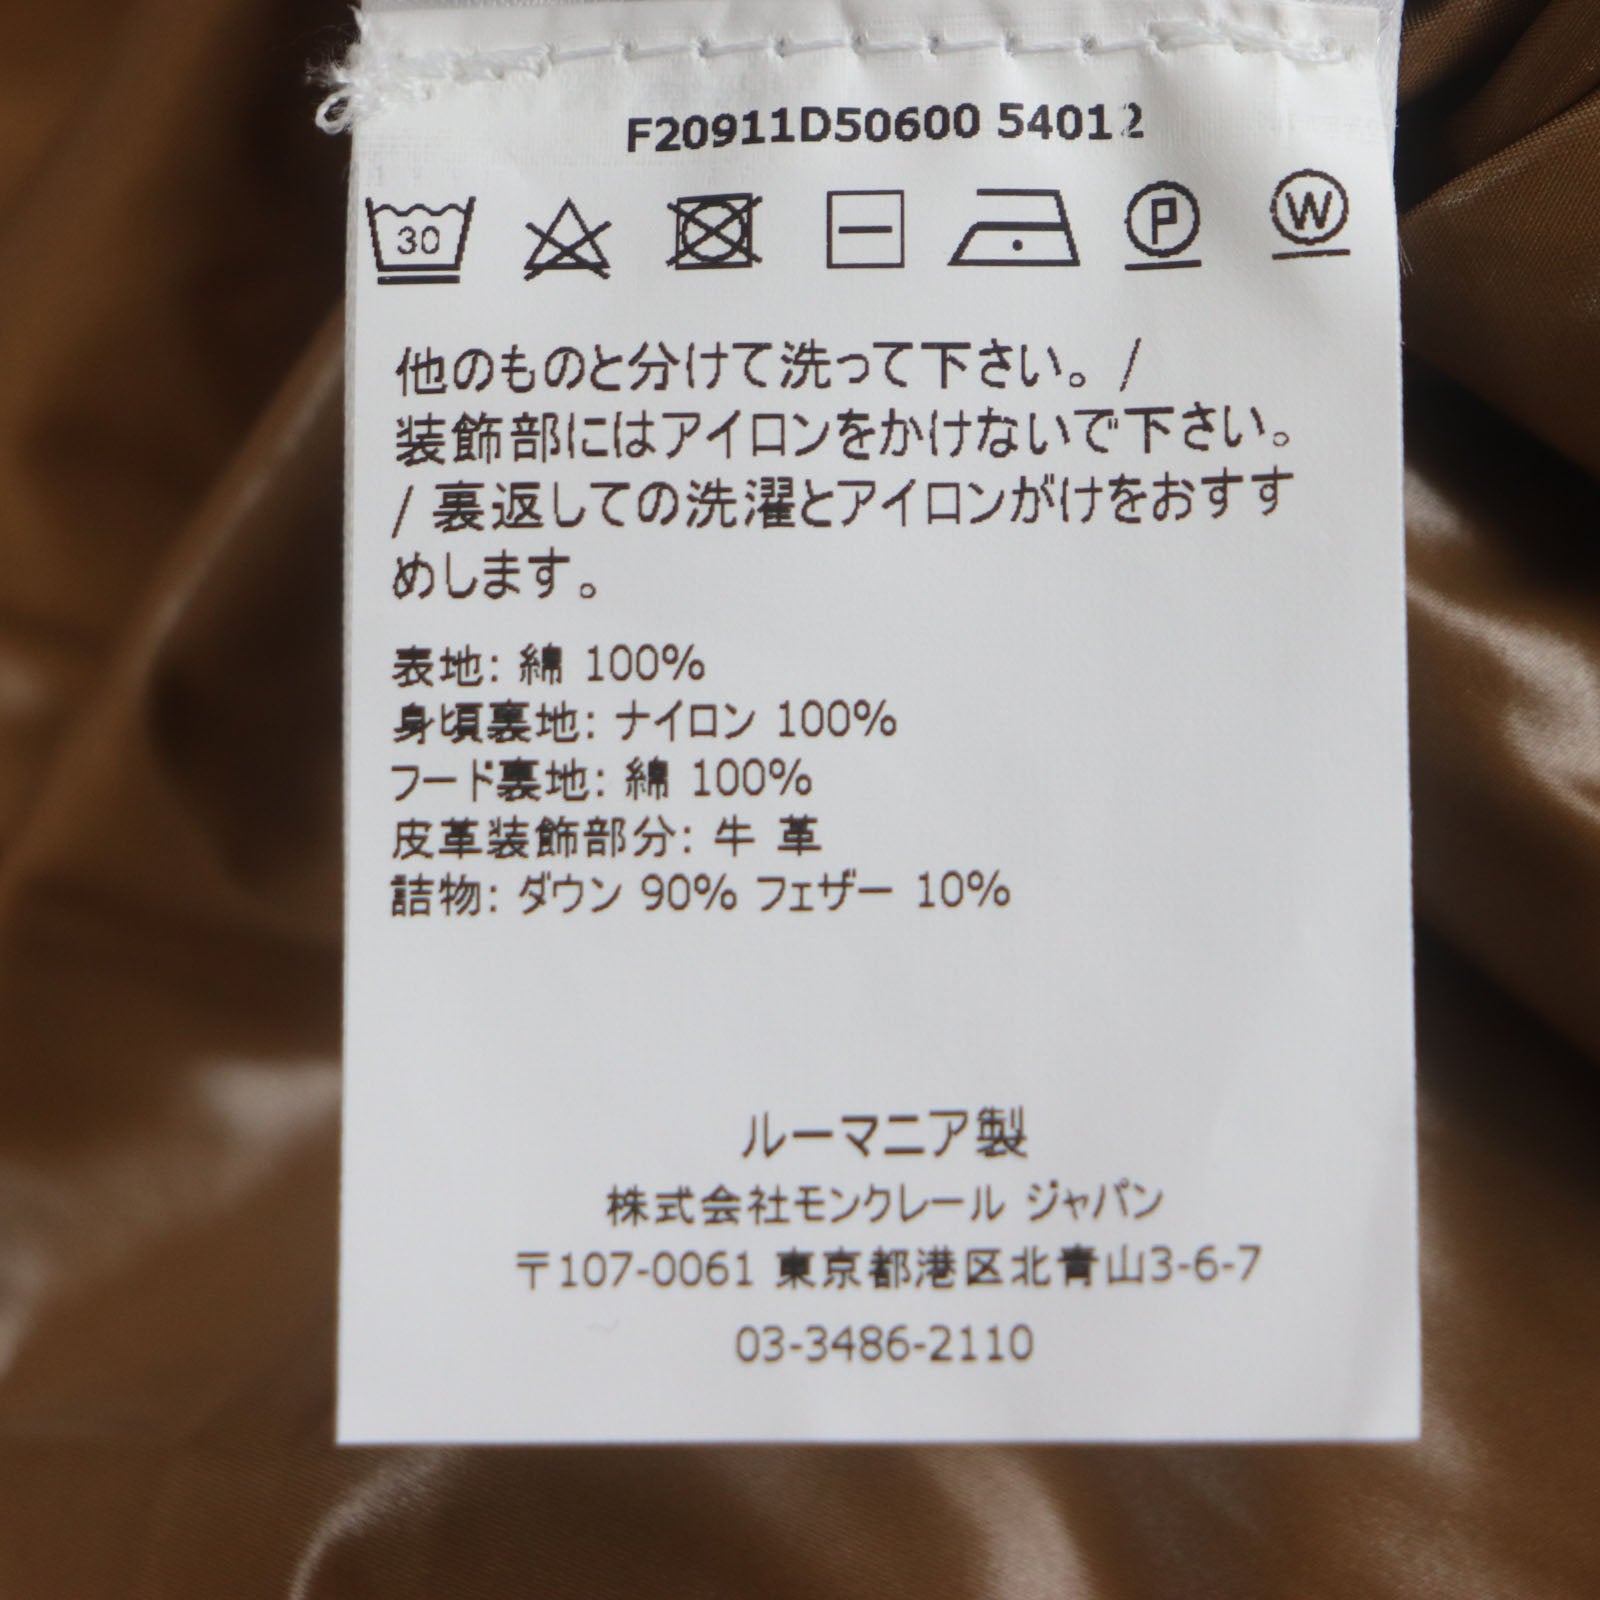 F20911D50600 54012
30
P
W
他のものと分けて洗って下さい。/
装飾部にはアイロンをかけないで下さい。
/ 裏返しての洗濯とアイロンがけをおすす
めします。
表地: 綿 100%
身頃裏地: ナイロン 100%
フード裏地: 綿 100%
皮革装飾部分: 牛 革
詰物: ダウン 90% フェザー 10%
ルーマニア製
株式会社モンクレール ジャパン
〒107-0061 東京都港区北青山3-6-7
03-3486-2110